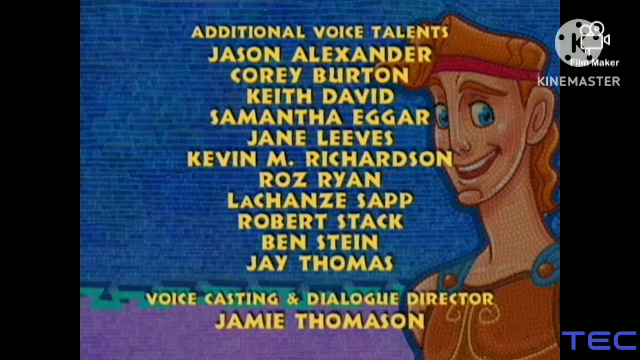 ADDITIONAL VOICE TALENTS
JASON ALEXANDER
COREY BURTON
KEITH DAVID
SAMANTHA EGGAR
JANE LEEVES
KEVIN M. RICHARDSON
ROZ RYAN
LACHANZE SAPP
ROBERT STACK
BEN STEIN
JAY THOMAS
VOICE CASTING & DIALOGUE DIRECTOR
JAMIE THOMASON
Film Maker
KINEMASTER
TEC